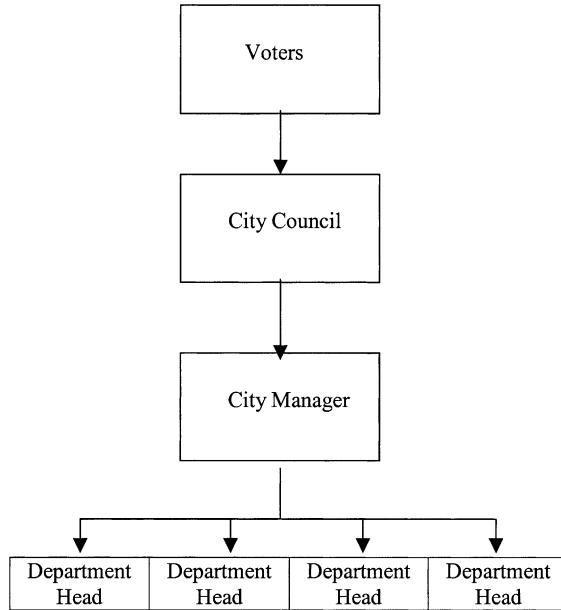 Voters
City Council
City Manager
Department Department Department Department
Head Head Head Head